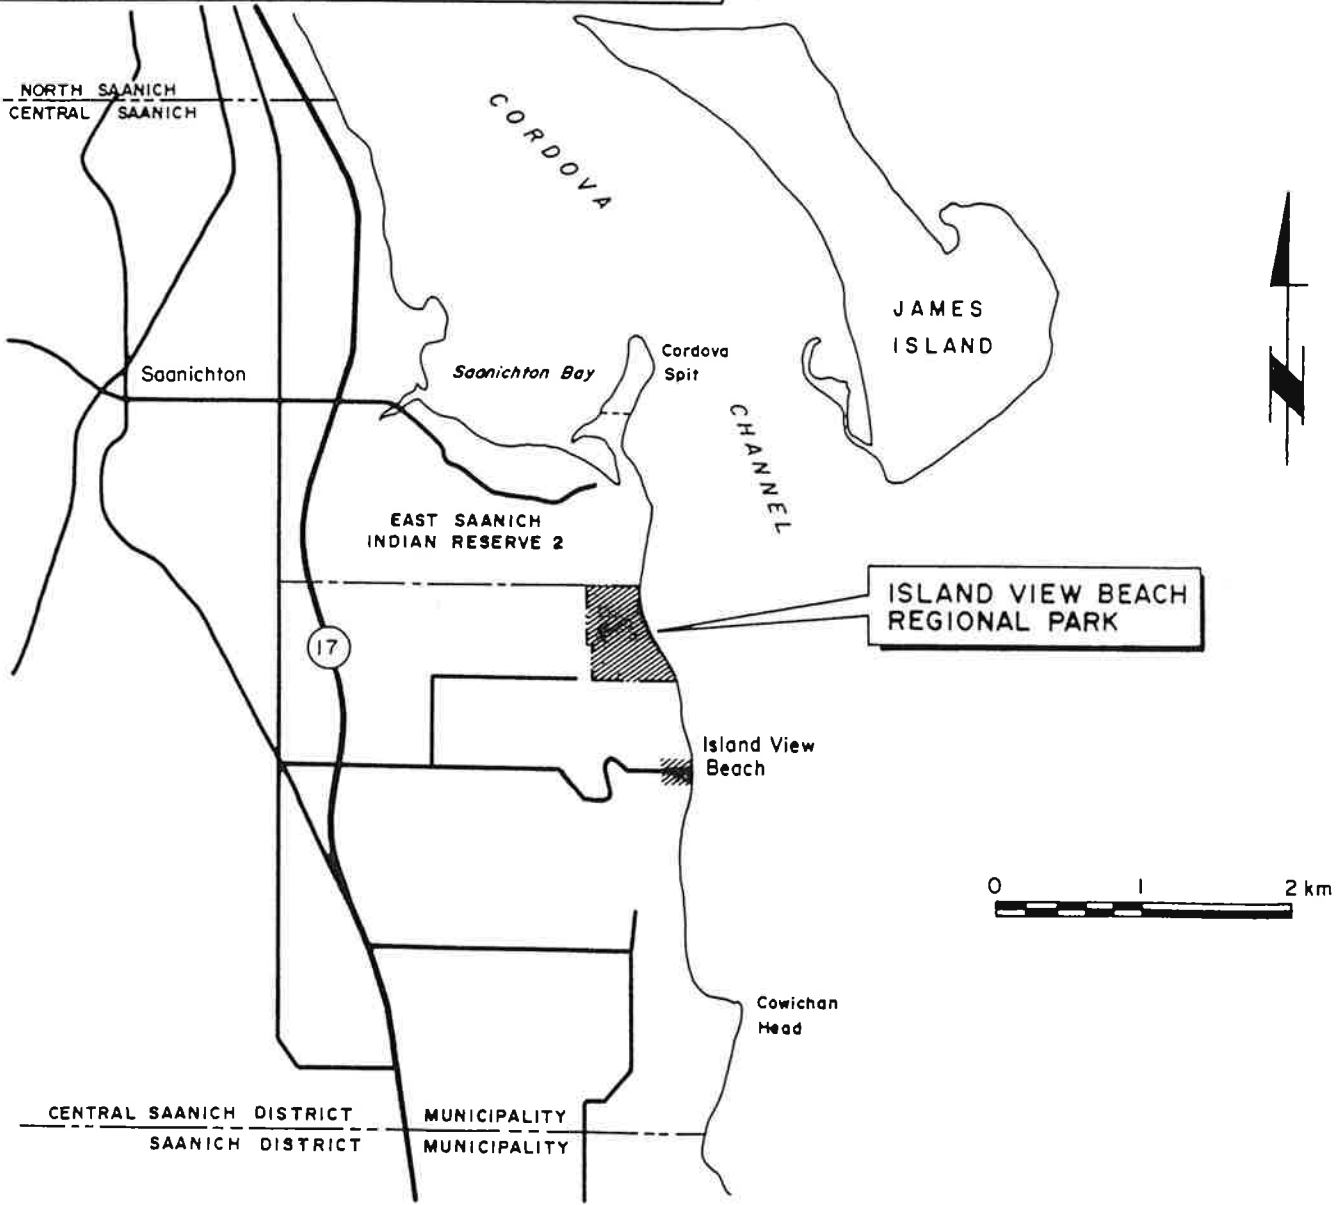 NORTH SAANICH
CENTRAL SAANICH
CORDOVA
JAMES
ISLAND
Saanichton
Saanichton Bay
Cordova
Spit
CHANNEL
EAST SAANICH
INDIAN RESERVE 2
ISLAND VIEW BEACH
REGIONAL PARK
17
Island View
Beach
0 1 2 km
Cowichan
Head
CENTRAL SAANICH DISTRICT MUNICIPALITY
SAANICH DISTRICT MUNICIPALITY
N